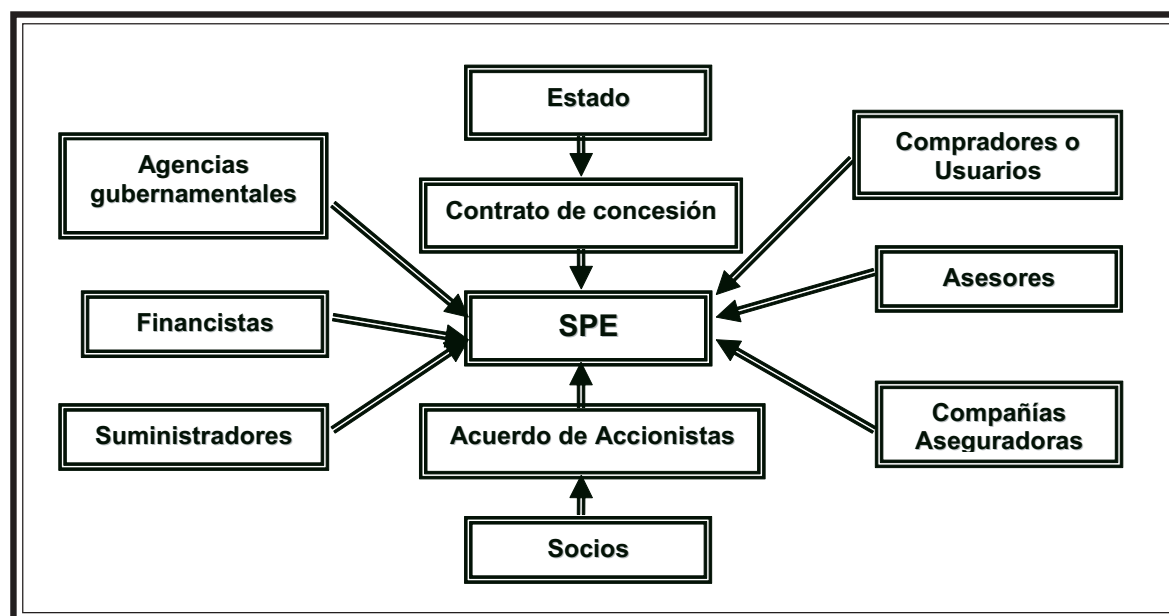 Estado
Agencias
gubernamentales
Compradores o
Usuarios
Contrato de concesión
Asesores
Financistas
SPE
Suministradores
Acuerdo de Accionistas
Compañías
Aseguradoras
Socios